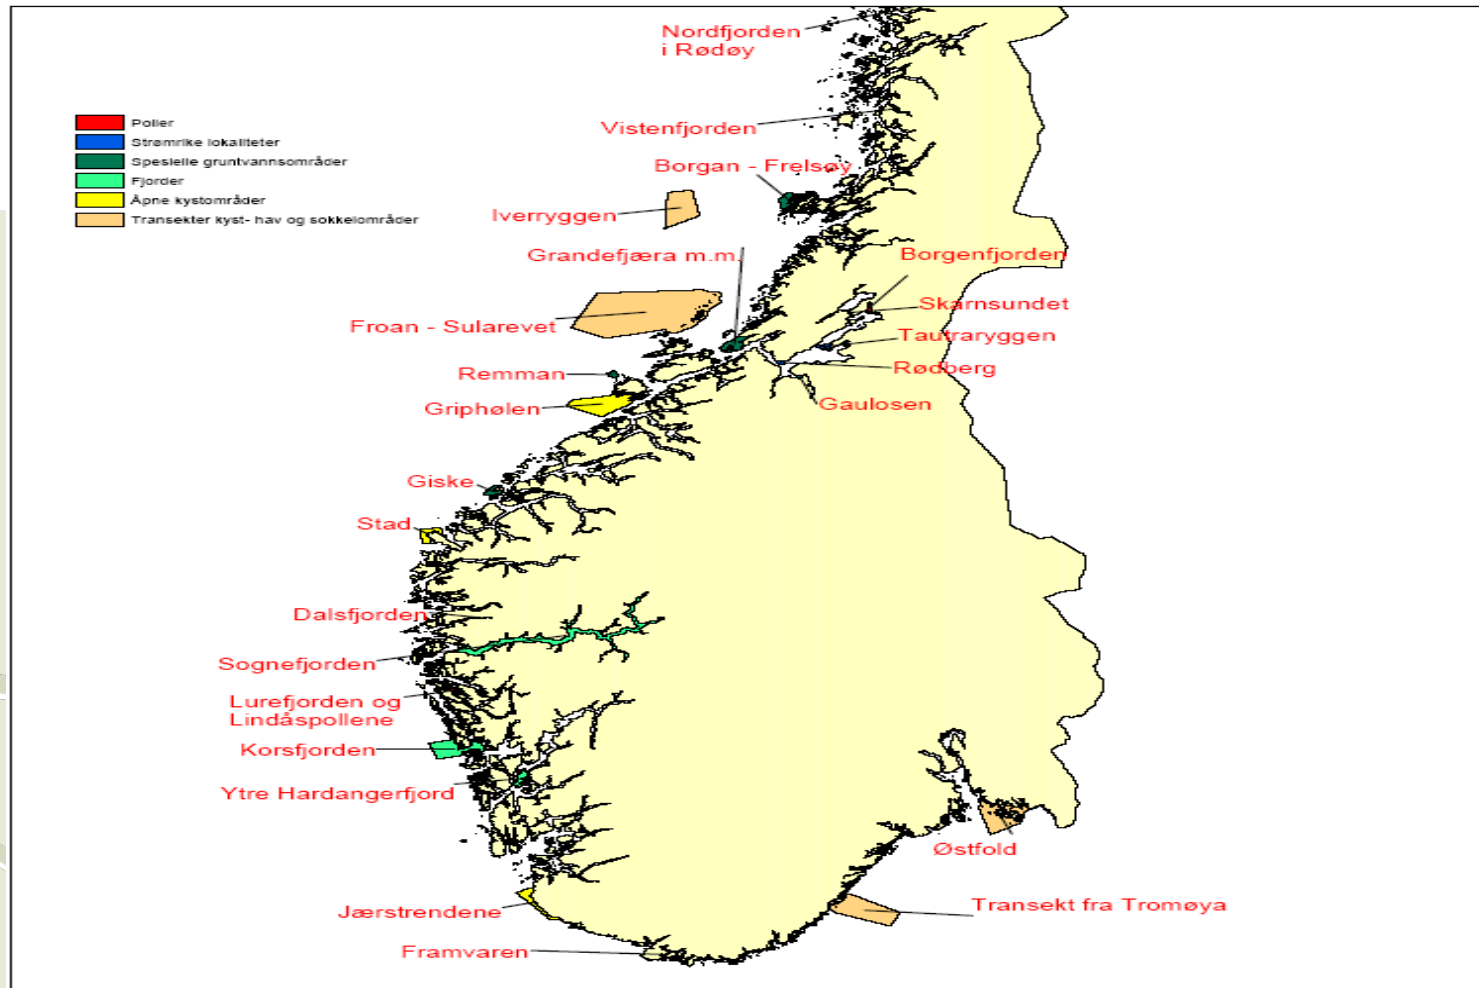 Nordfjorden
i Rødøy
Poller
Strømrike lokaliteter
Spesielle gruntvannsområder
Fjorder
Åpne kystområder
Transekter kyst- hav og sokkelområder
Vistenfjorden
Borgan - Frelsøy
Iverryggen
Grandefjæra m.m.
Borgenfjorden
Skarnsundet
Froan - Sularevet
Tautraryggen
Rødberg
Remman
Griphølen
Gaulosen
Giske
Stad
Dalsfjorden
Sognefjorden
Lurefjorden og
Lindåspollene
Korsfjorden
Ytre Hardangerfjord
Østfold
Jærstrendene
Transekt fra Tromøya
Framvaren